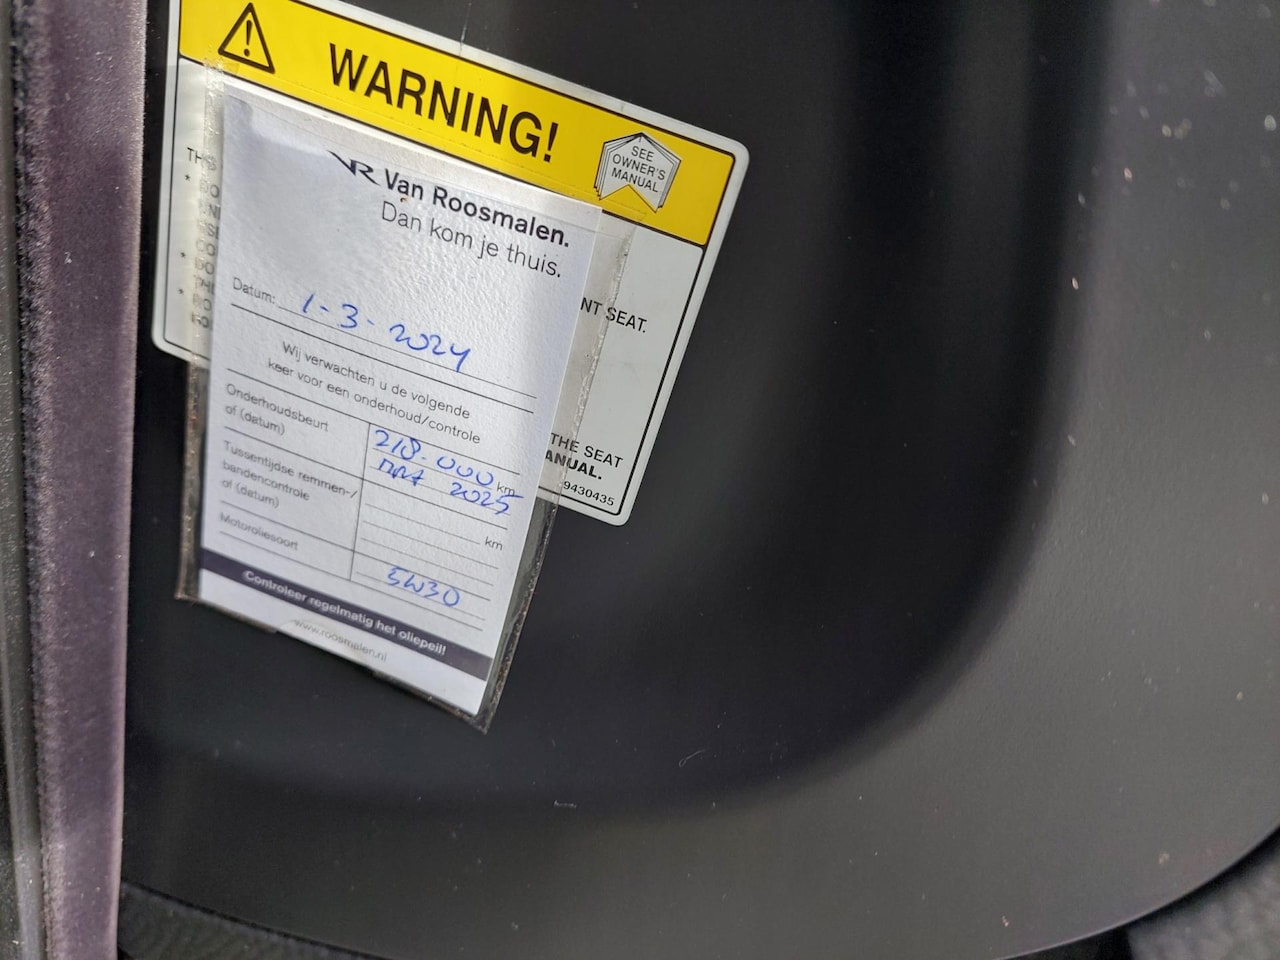 WARNING!
SEE
OWNER'S
MANUAL
VR Van Roosmalen.
Dan kom je thuis.
Datum: 1-3-2024
Wij verwachten u de volgende
keer voor een onderhoud/controle
Onderhoudsbeurt
of (datum)
218.000 km
2025
Tussentijdse remmen-/
bandencontrole
of (datum)
km
Motoroliesoort
5W30
Controleer regelmatig het oliepeil!
www.roosmalen.nl
NT SEAT.
THE SEAT
ANUAL.
9430435